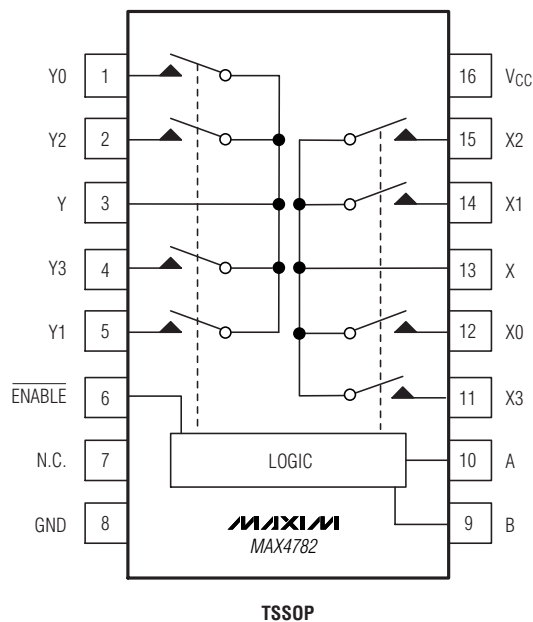 Y0 1 16 VCC
Y2 2 15 X2
Y 3 14 X1
Y3 4 13 X
Y1 5 12 X0
ENABLE 6 11 X3
N.C. 7 LOGIC 10 A
GND 8 9 B
MAXIM
MAX4782
TSSOP